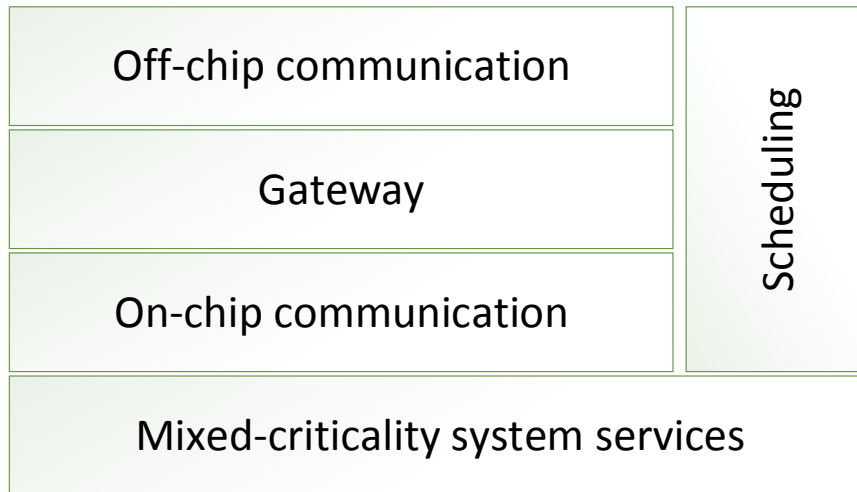 Off-chip communication
Gateway
On-chip communication
Scheduling
Mixed-criticality system services